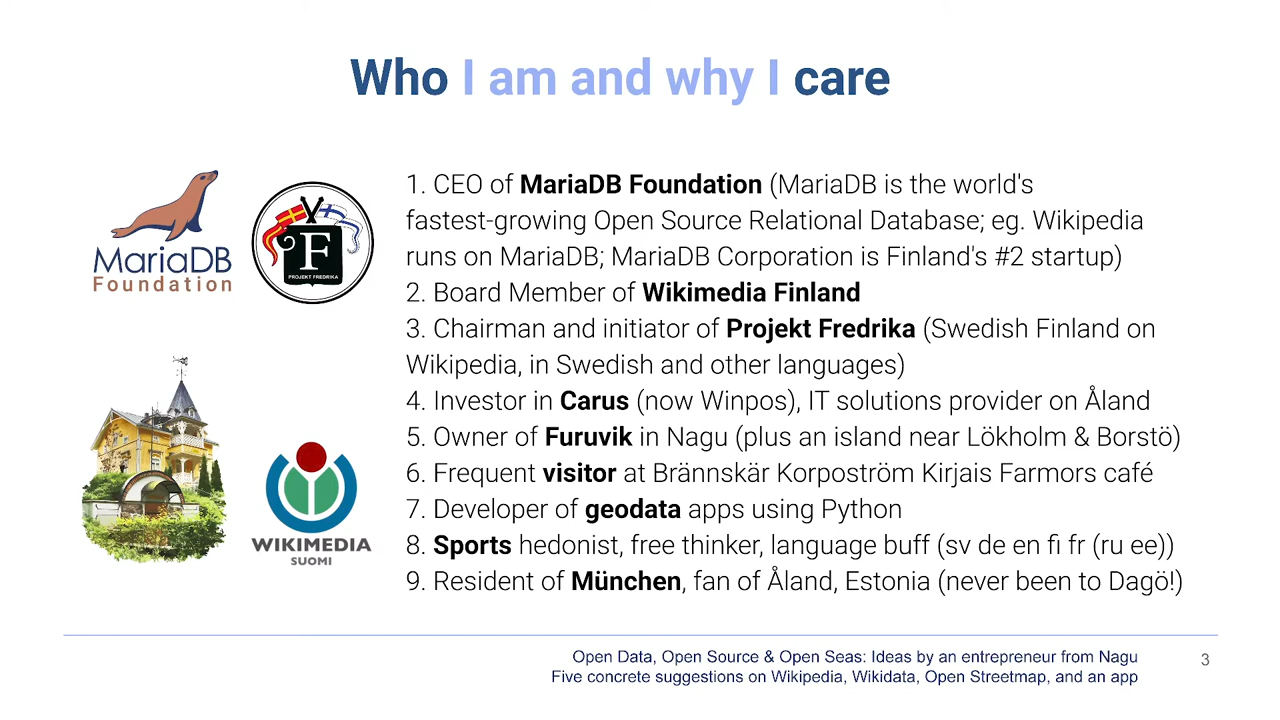 Who I am and why I care
MariaDB
Foundation
F
PROJEKT FREDRIKA
1. CEO of MariaDB Foundation (MariaDB is the world's
fastest-growing Open Source Relational Database; eg. Wikipedia
runs on MariaDB; MariaDB Corporation is Finland's #2 startup)
2. Board Member of Wikimedia Finland
3. Chairman and initiator of Projekt Fredrika (Swedish Finland on
Wikipedia, in Swedish and other languages)
4. Investor in Carus (now Winpos), IT solutions provider on Åland
5. Owner of Furuvik in Nagu (plus an island near Lökholm & Borstö)
6. Frequent visitor at Brännskär Korpoström Kirjais Farmors café
7. Developer of geodata apps using Python
8. Sports hedonist, free thinker, language buff (sv de en fi fr (ru ee))
9. Resident of München, fan of Åland, Estonia (never been to Dagö!)
WIKIMEDIA
SUOMI
Open Data, Open Source & Open Seas: Ideas by an entrepreneur from Nagu
Five concrete suggestions on Wikipedia, Wikidata, Open Streetmap, and an app
3